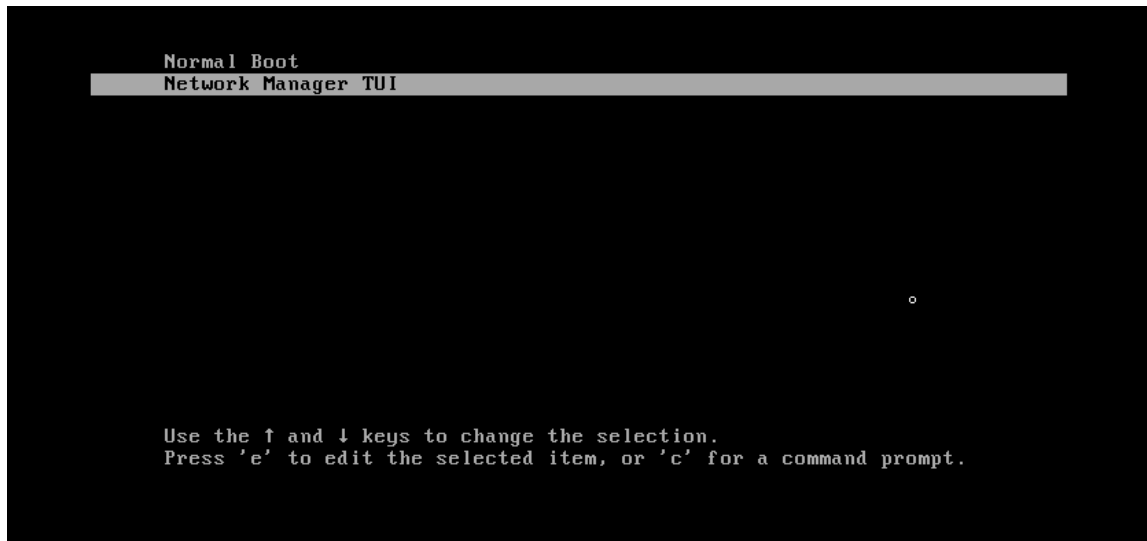 Normal Boot
Network Manager TUI
Use the ↑ and ↓ keys to change the selection.
Press 'e' to edit the selected item, or 'c' for a command prompt.